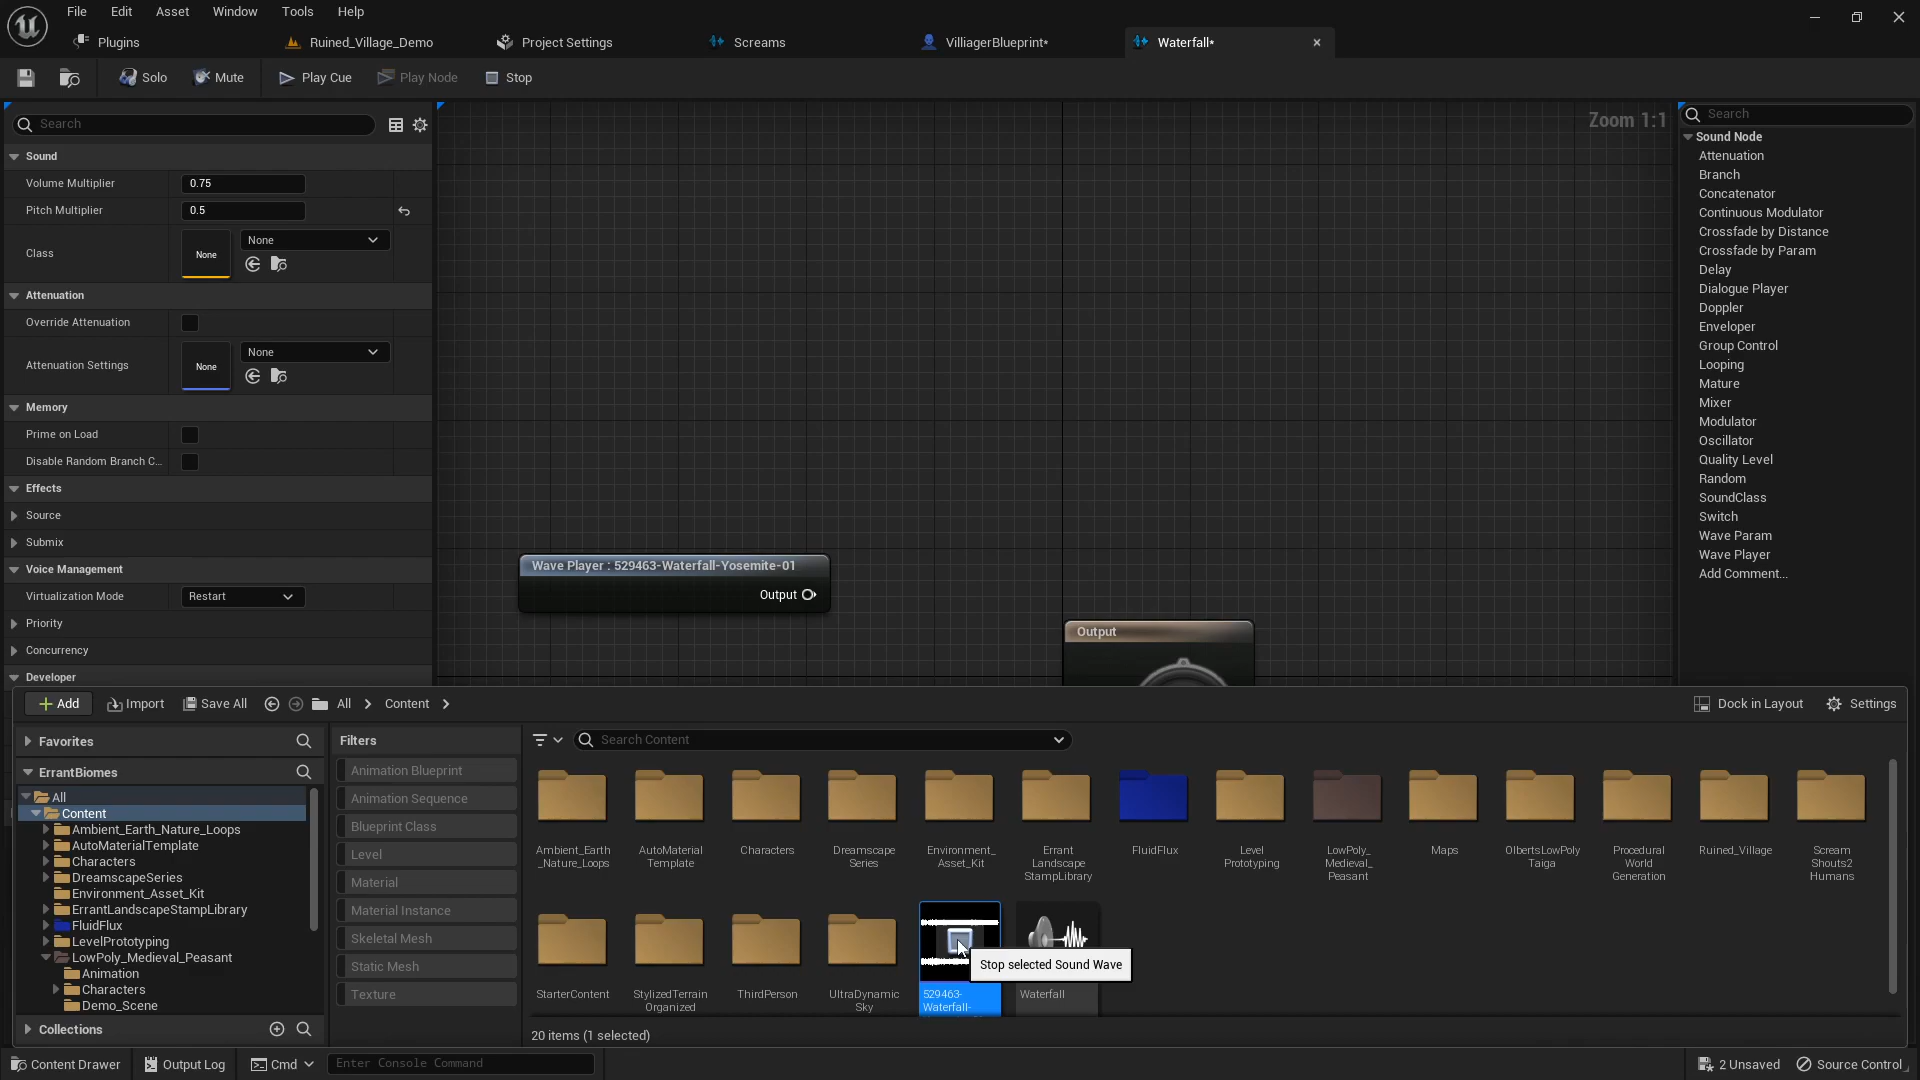 File Edit Asset Window Tools Help
Plugins Ruined_Village_Demo Project Settings Screams VilliagerBlueprint* Waterfall*
Solo Mute Play Cue Play Node Stop
Search
Sound
Volume Multiplier 0.75
Pitch Multiplier 0.5
Class None None
Attenuation
Override Attenuation
Attenuation Settings None None
Memory
Prime on Load
Disable Random Branch C...
Effects
Source
Submix
Voice Management
Virtualization Mode Restart
Priority
Concurrency
Developer
Zoom 1:1
Wave Player : 529463-Waterfall-Yosemite-01
Output
Output
Search
Sound Node
Attenuation
Branch
Concatenator
Continuous Modulator
Crossfade by Distance
Crossfade by Param
Delay
Dialogue Player
Doppler
Enveloper
Group Control
Looping
Mature
Mixer
Modulator
Oscillator
Quality Level
Random
SoundClass
Switch
Wave Param
Wave Player
Add Comment...
Add Import Save All All Content Dock in Layout Settings
Favorites
ErrantBiomes
All
Content
Ambient_Earth_Nature_Loops
AutoMaterialTemplate
Characters
DreamscapeSeries
Environment_Asset_Kit
ErrantLandscapeStampLibrary
FluidFlux
LevelPrototyping
LowPoly_Medieval_Peasant
Animation
Characters
Demo_Scene
Collections
Filters
Animation Blueprint
Animation Sequence
Blueprint Class
Level
Material
Material Instance
Skeletal Mesh
Static Mesh
Texture
Search Content
Ambient_Earth
_Nature_Loops
AutoMaterial
Template
Characters
Dreamscape
Series
Environment_
Asset_Kit
Errant
Landscape
StampLibrary
FluidFlux
Level
Prototyping
LowPoly_
Medieval_
Peasant
Maps
OlbertsLowPoly
Taiga
Procedural
World
Generation
Ruined_Village
Scream
Shouts2
Humans
StarterContent
StylizedTerrain
Organized
ThirdPerson
UltraDynamic
Sky
529463-
Waterfall-
Waterfall
Stop selected Sound Wave
20 items (1 selected)
Content Drawer Output Log Cmd Enter Console Command 2 Unsaved Source Control